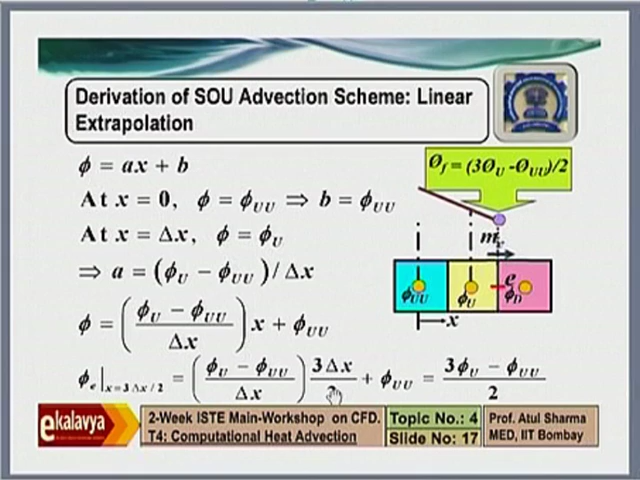 Derivation of SOU Advection Scheme: Linear
Extrapolation
ϕ = ax + b
At x = 0, ϕ = ϕ_UU ⟹ b = ϕ_UU
At x = Δx, ϕ = ϕ_U
⟹ a = (ϕ_U − ϕ_UU)/Δx
ϕ = ((ϕ_U − ϕ_UU)/Δx) x + ϕ_UU
ϕ_e|_{x=3Δx/2} = ((ϕ_U − ϕ_UU)/Δx) 3Δx/2 + ϕ_UU = (3ϕ_U − ϕ_UU)/2
Ø_f = (3Ø_U -Ø_UU)/2
ϕ_UU ϕ_U e ϕ_D
x
ekalavya
2-Week ISTE Main-Workshop on CFD.
T4: Computational Heat Advection
Topic No.: 4
Slide No.: 17
Prof. Atul Sharma
MED, IIT Bombay